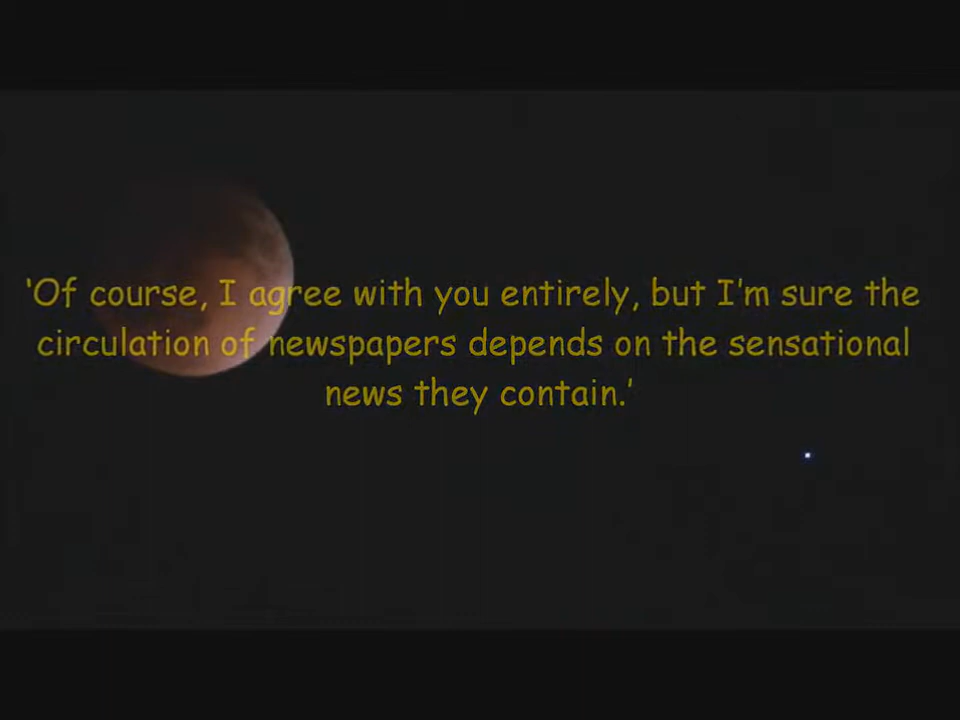 ‘Of course, I agree with you entirely, but I’m sure the
circulation of newspapers depends on the sensational
news they contain.’